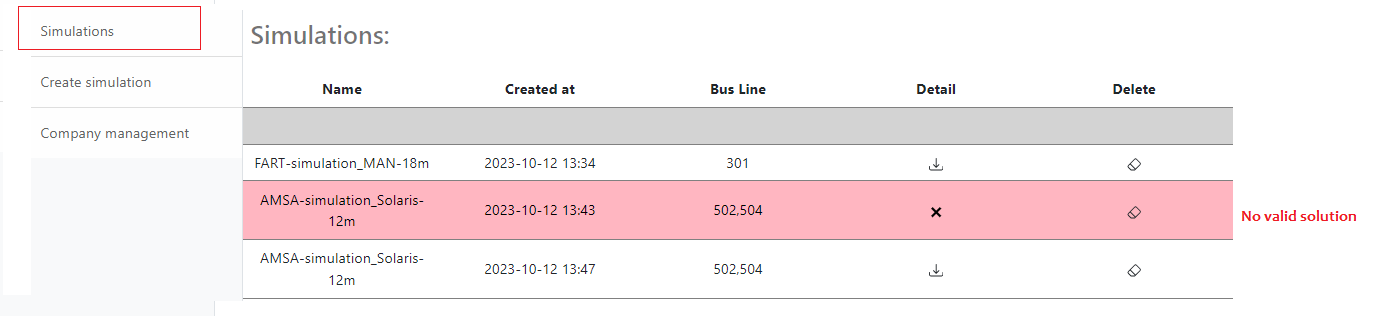 Simulations
Create simulation
Company management
Simulations:
Name Created at Bus Line Detail Delete
FART-simulation_MAN-18m 2023-10-12 13:34 301
AMSA-simulation_Solaris-
12m 2023-10-12 13:43 502,504
No valid solution
AMSA-simulation_Solaris-
12m 2023-10-12 13:47 502,504